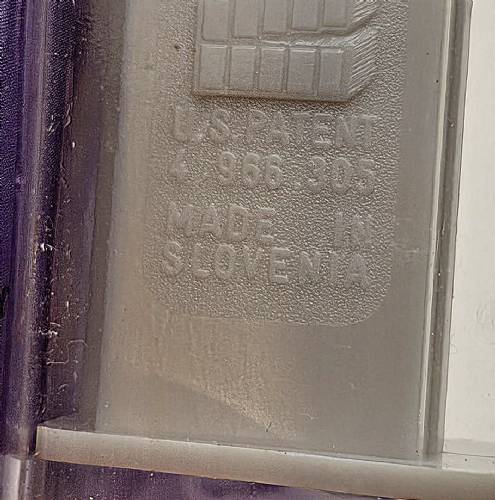 U.S. PATENT
4 966 305
MADE IN
SLOVENIA